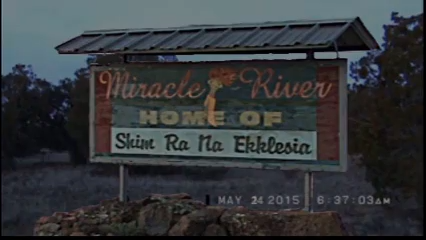 Miracle River
HOME OF
Shim Ra Na Ekklesia
MAY 24 2015 6:37:03AM